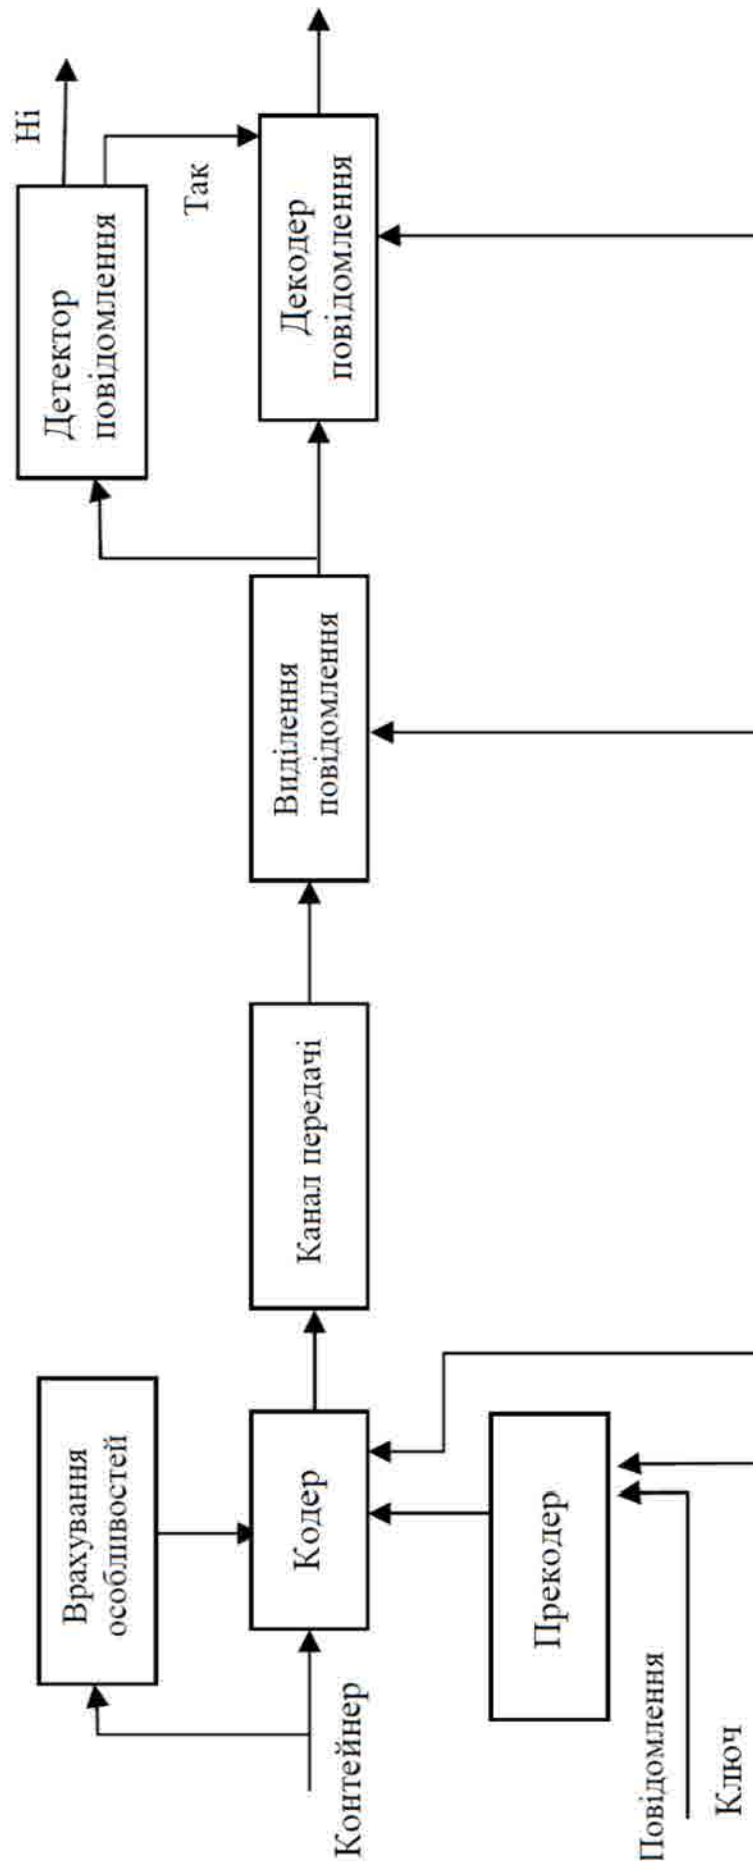 Врахування
особливостей
Контейнер
Кодер
Прекодер
Повідомлення
Ключ
Канал передачі
Виділення
повідомлення
Детектор
повідомлення
Ні
Так
Декодер
повідомлення